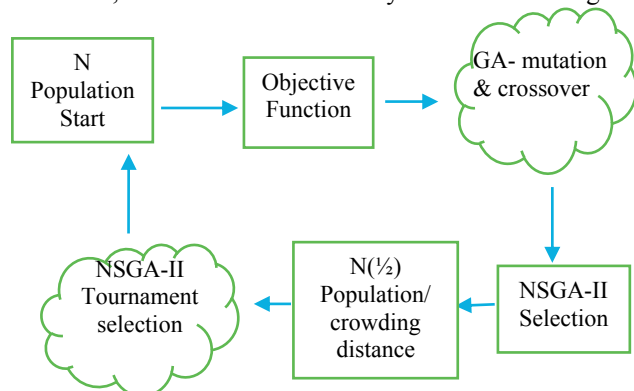 N
Population
Start
Objective
Function
GA- mutation
& crossover
NSGA-II
Tournament
selection
N(½)
Population/
crowding
distance
NSGA-II
Selection